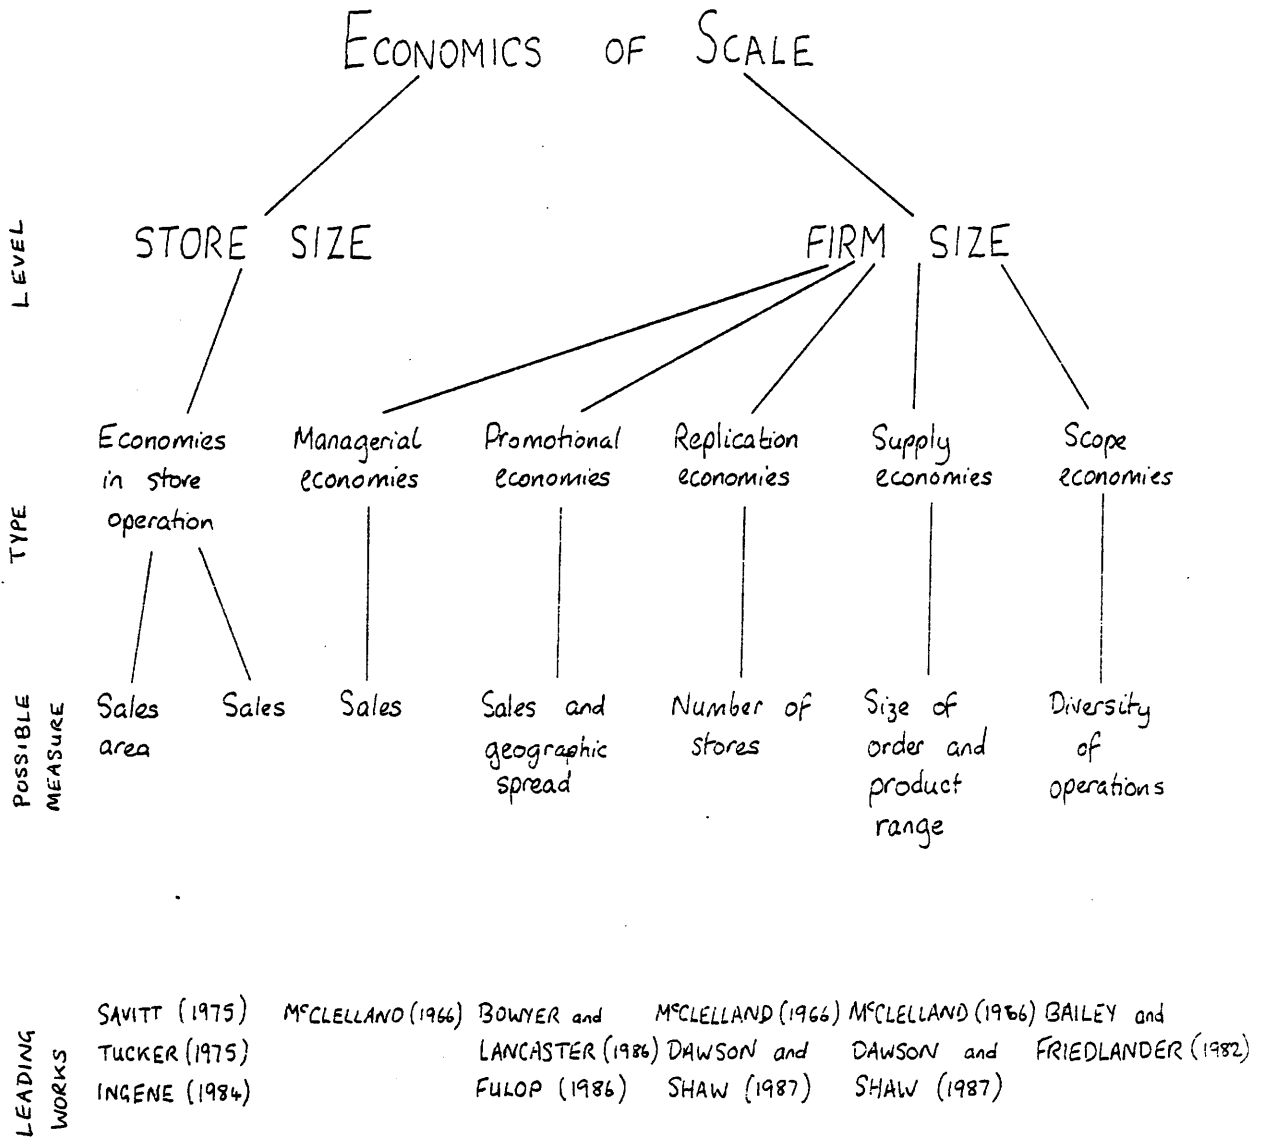 ECONOMICS OF SCALE
LEVEL
STORE SIZE
FIRM SIZE
TYPE
Economies
in store
operation
Managerial
economies
Promotional
economies
Replication
economies
Supply
economies
Scope
economies
POSSIBLE
MEASURE
Sales
area
Sales
Sales
Sales and
geographic
spread
Number of
stores
Size of
order and
product
range
Diversity
of
operations
LEADING
WORKS
SAVITT (1975)
TUCKER (1975)
INGENE (1984)
McCLELLAND (1966)
BOWYER and
LANCASTER (1986)
FULOP (1986)
McCLELLAND (1966)
DAWSON and
SHAW (1987)
McCLELLAND (1966)
DAWSON and
SHAW (1987)
BAILEY and
FRIEDLANDER (1982)